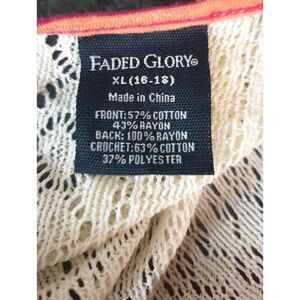 FADED GLORY®
XL(16-18)
Made in China
FRONT:57% COTTON
43% RAYON
BACK:100% RAYON
CROCHET:63% COTTON
37% POLYESTER